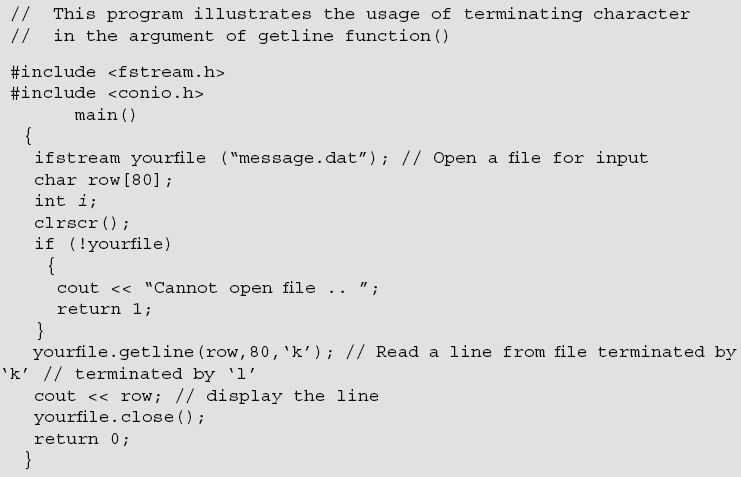 //  This program illustrates the usage of terminating character
//  in the argument of getline function()
#include <fstream.h>
#include <conio.h>
main()
{
ifstream yourfile (“message.dat”); // Open a file for input
char row[80];
int i;
clrscr();
if (!yourfile)
{
cout << “Cannot open file .. ”;
return 1;
}
yourfile.getline(row,80,‘k’); // Read a line from file terminated by
‘k’ // terminated by ‘l’
cout << row; // display the line
yourfile.close();
return 0;
}